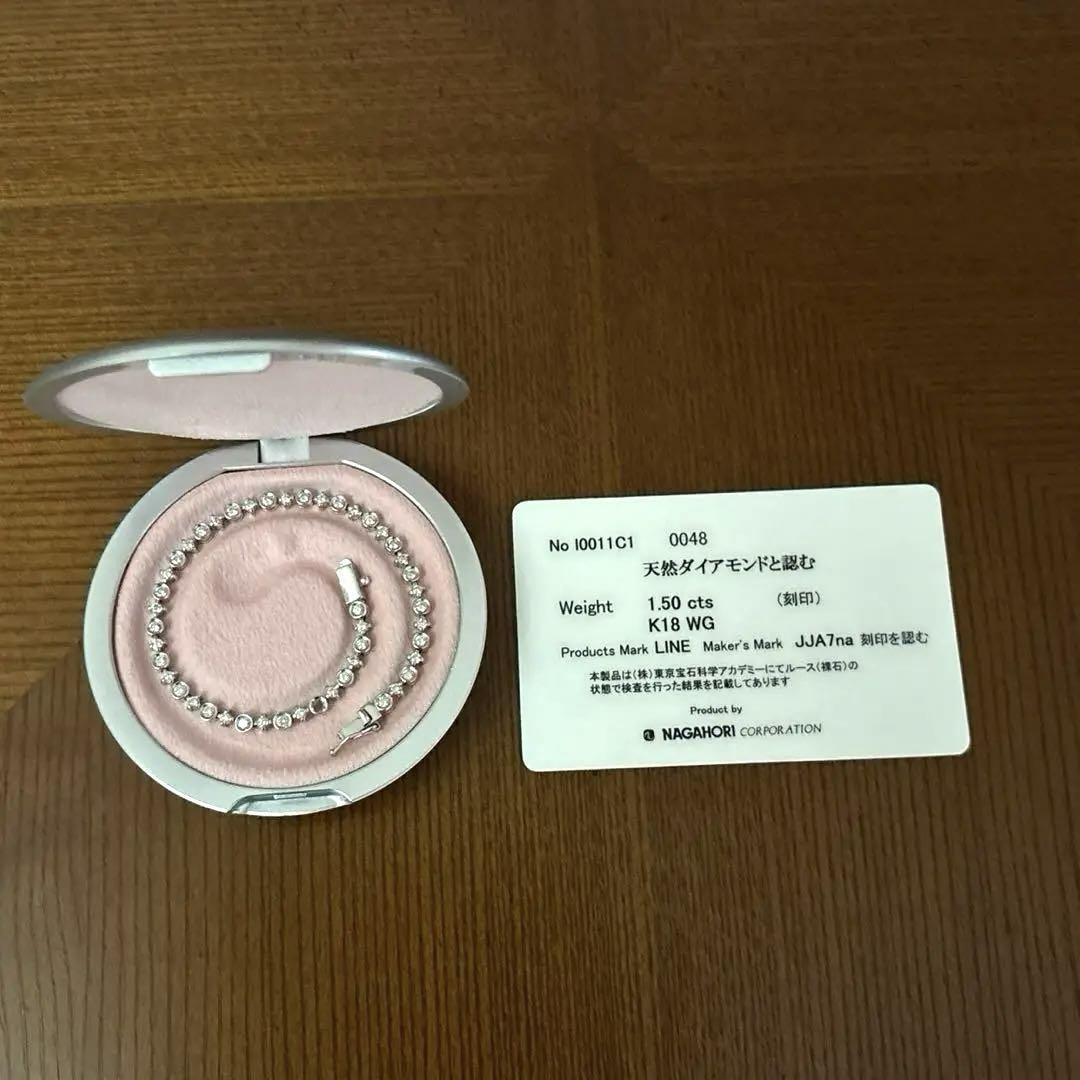 No I0011C1 0048
天然ダイアモンドと認む
Weight 1.50 cts (刻印)
K18 WG
Products Mark LINE Maker's Mark JJA7na 刻印を認む
本製品は(株)東京宝石科学アカデミーにてルース(裸石)の
状態で検査を行った結果を記載してあります
Product by
NAGAHORI CORPORATION